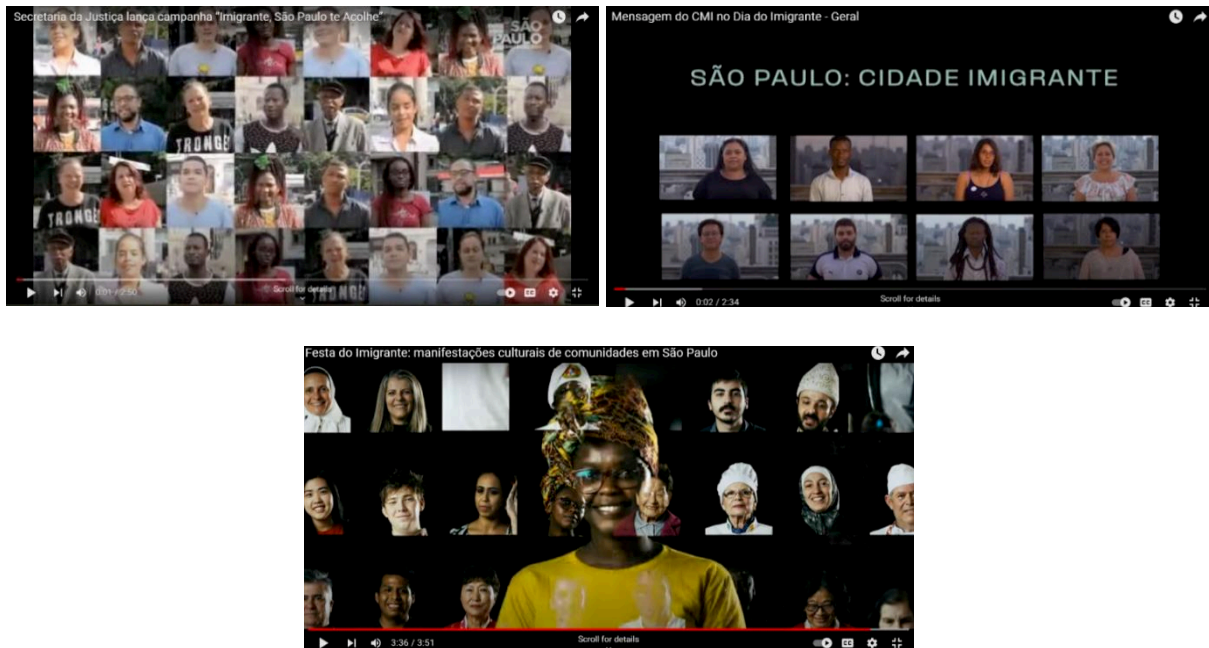 Secretaria da Justiça lança campanha “Imigrante, São Paulo te Acolhe”
SÃO
PAULO
TRONGE
TRONGE
TRONGE
0:01 / 2:50
Scroll for details
Mensagem do CMI no Dia do Imigrante - Geral
SÃO PAULO: CIDADE IMIGRANTE
0:02 / 2:34
Scroll for details
Festa do Imigrante: manifestações culturais de comunidades em São Paulo
3:36 / 3:51
Scroll for details